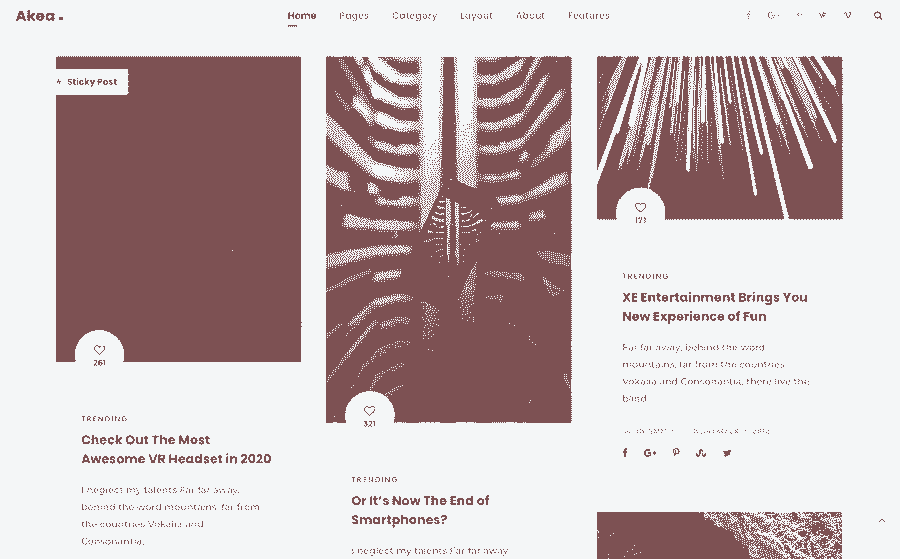 Akea
Home Pages Category Layout About Features
Sticky Post
261
TRENDING
Check Out The Most
Awesome VR Headset in 2020
I neglect my talents Far far away,
behind the word mountains, far from
the countries Vokalia and
Consonantia,
321
TRENDING
Or It's Now The End of
Smartphones?
I neglect my talents Far far away
TRENDING
XE Entertainment Brings You
New Experience of Fun
Far far away, behind the word
mountains, far from the countries
Vokalia and Consonantia, there live the